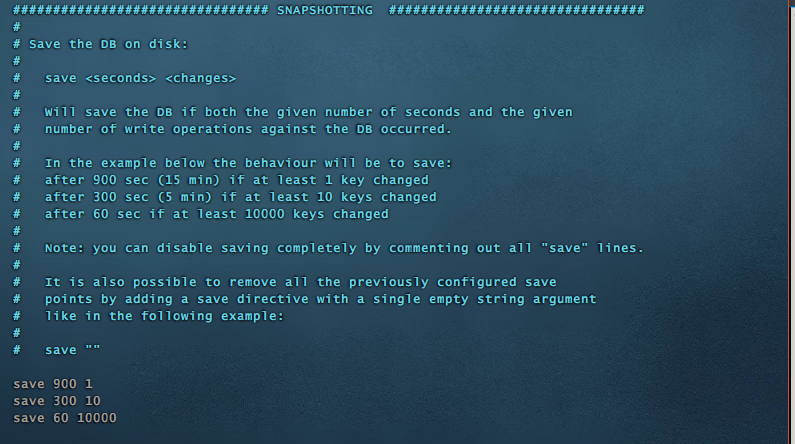 ################################ SNAPSHOTTING  ################################
#
# Save the DB on disk:
#
#   save <seconds> <changes>
#
#   Will save the DB if both the given number of seconds and the given
#   number of write operations against the DB occurred.
#
#   In the example below the behaviour will be to save:
#   after 900 sec (15 min) if at least 1 key changed
#   after 300 sec (5 min) if at least 10 keys changed
#   after 60 sec if at least 10000 keys changed
#
#   Note: you can disable saving completely by commenting out all "save" lines.
#
#   It is also possible to remove all the previously configured save
#   points by adding a save directive with a single empty string argument
#   like in the following example:
#
#   save ""

save 900 1
save 300 10
save 60 10000